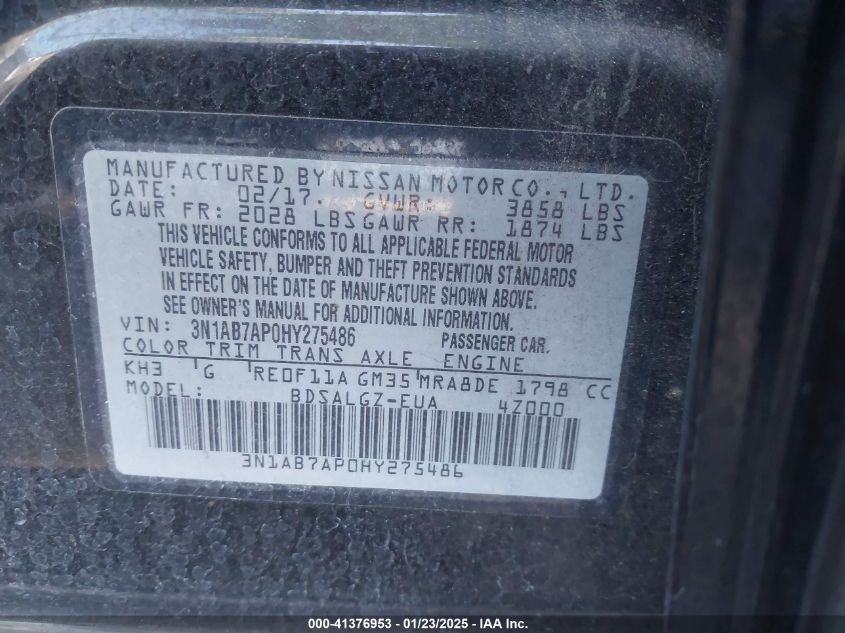 MANUFACTURED BY NISSAN MOTOR CO., LTD.
DATE: 02/17. GVWR: 3858 LBS
GAWR FR: 2028 LBS GAWR RR: 1874 LBS
THIS VEHICLE CONFORMS TO ALL APPLICABLE FEDERAL MOTOR
VEHICLE SAFETY, BUMPER AND THEFT PREVENTION STANDARDS
IN EFFECT ON THE DATE OF MANUFACTURE SHOWN ABOVE.
SEE OWNER'S MANUAL FOR ADDITIONAL INFORMATION.
VIN: 3N1AB7AP0HY275486 PASSENGER CAR.
COLOR TRIM TRANS AXLE ENGINE
KH3 G RE0F11A GM35 MRA8DE 1798 CC
MODEL: BDSALGZ-EUA 4Z000
3N1AB7AP0HY275486
000-41376953 - 01/23/2025 - IAA Inc.